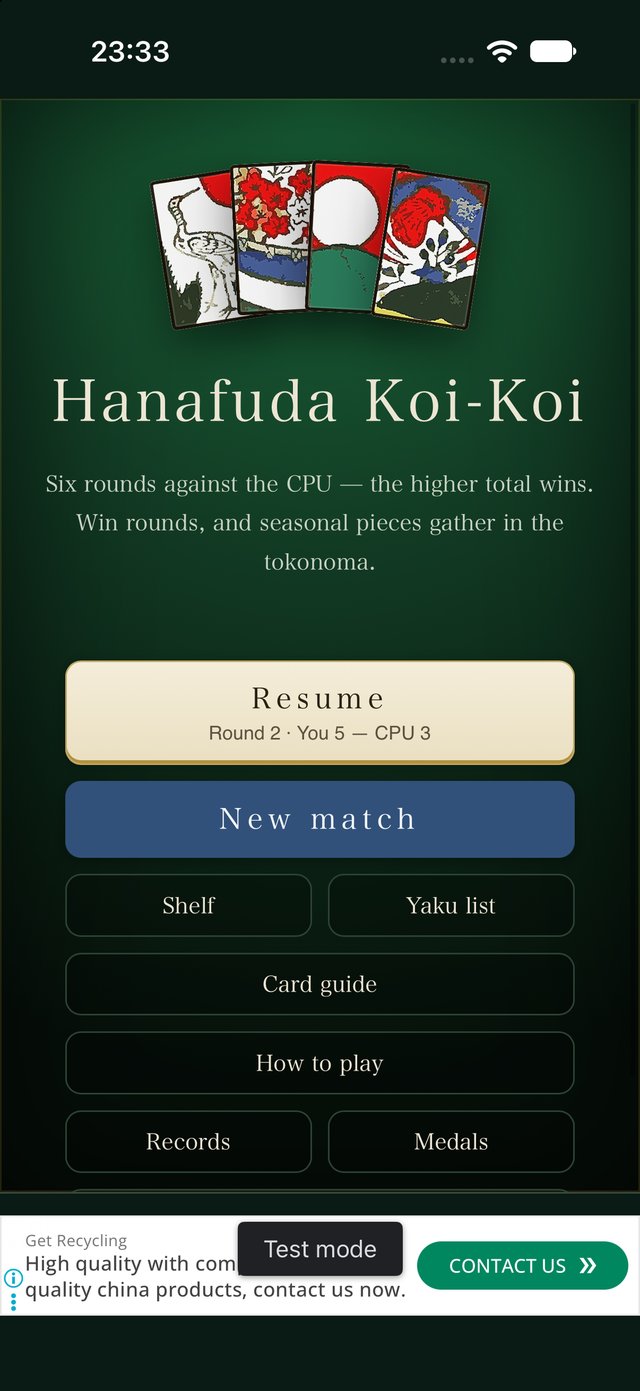 23:33
Hanafuda Koi-Koi
Six rounds against the CPU — the higher total wins.
Win rounds, and seasonal pieces gather in the
tokonoma.
Resume
Round 2 · You 5 — CPU 3
New match
Shelf
Yaku list
Card guide
How to play
Records
Medals
Get Recycling
High quality with
quality china products, contact us now.
Test mode
CONTACT US